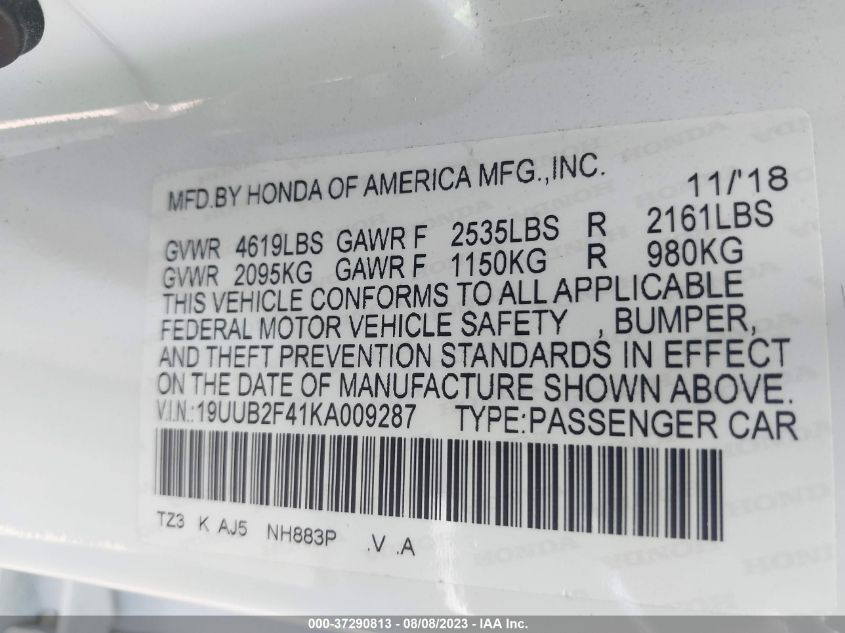 MFD.BY HONDA OF AMERICA MFG.,INC. 11/'18
GVWR 4619LBS GAWR F 2535LBS R 2161LBS
GVWR 2095KG GAWR F 1150KG R 980KG
THIS VEHICLE CONFORMS TO ALL APPLICABLE
FEDERAL MOTOR VEHICLE SAFETY , BUMPER,
AND THEFT PREVENTION STANDARDS IN EFFECT
ON THE DATE OF MANUFACTURE SHOWN ABOVE.
V.I.N.:19UUB2F41KA009287 TYPE:PASSENGER CAR
TZ3 K AJ5 NH883P .V .A
000-37290813 - 08/08/2023 - © IAA Inc.